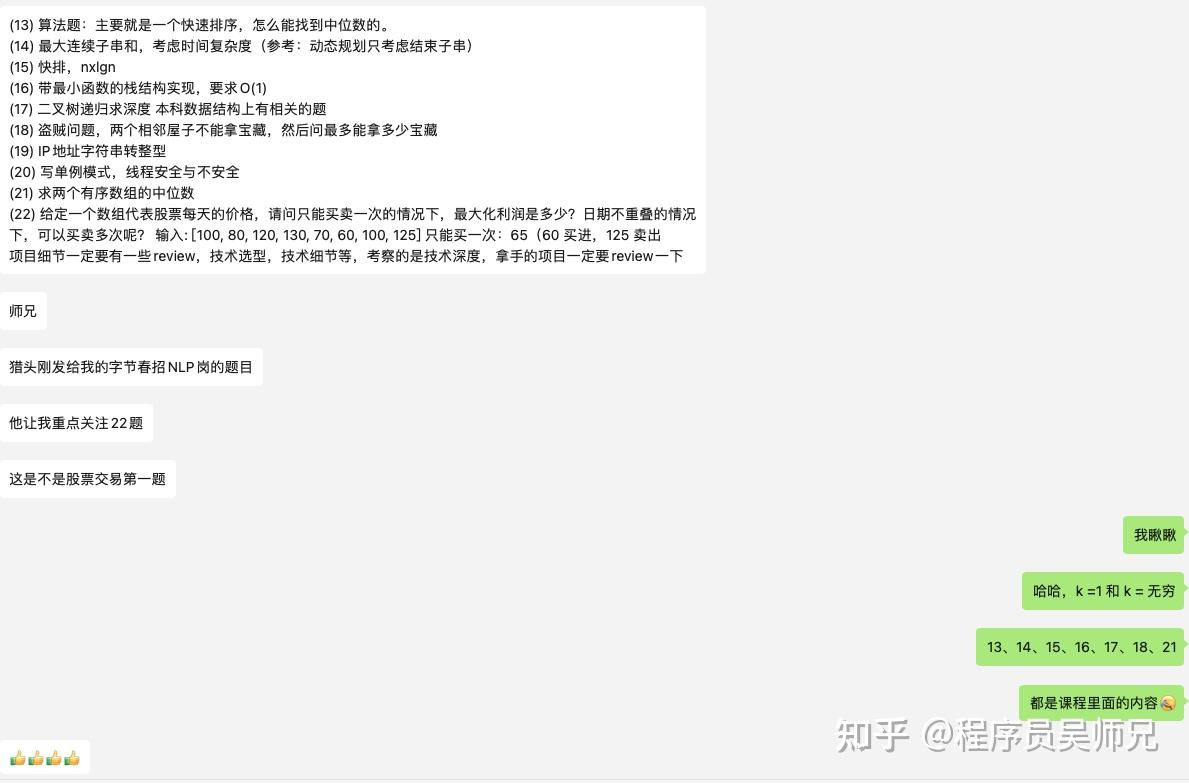 (13) 算法题：主要就是一个快速排序，怎么能找到中位数的。
(14) 最大连续子串和，考虑时间复杂度（参考：动态规划只考虑结束子串）
(15) 快排，nxlgn
(16) 带最小函数的栈结构实现，要求O(1)
(17) 二叉树递归求深度 本科数据结构上有相关的题
(18) 盗贼问题，两个相邻屋子不能拿宝藏，然后问最多能拿多少宝藏
(19) IP地址字符串转整型
(20) 写单例模式，线程安全与不安全
(21) 求两个有序数组的中位数
(22) 给定一个数组代表股票每天的价格，请问只能买卖一次的情况下，最大化利润是多少？日期不重叠的情况
下，可以买卖多次呢？ 输入: [100, 80, 120, 130, 70, 60, 100, 125] 只能买一次：65（60 买进，125 卖出
项目细节一定要有一些review，技术选型，技术细节等，考察的是技术深度，拿手的项目一定要review一下
师兄
猎头刚发给我的字节春招NLP岗的题目
他让我重点关注22题
这是不是股票交易第一题
我瞅瞅
哈哈，k =1 和 k = 无穷
13、14、15、16、17、18、21
都是课程里面的内容
知乎 @程序员吴师兄